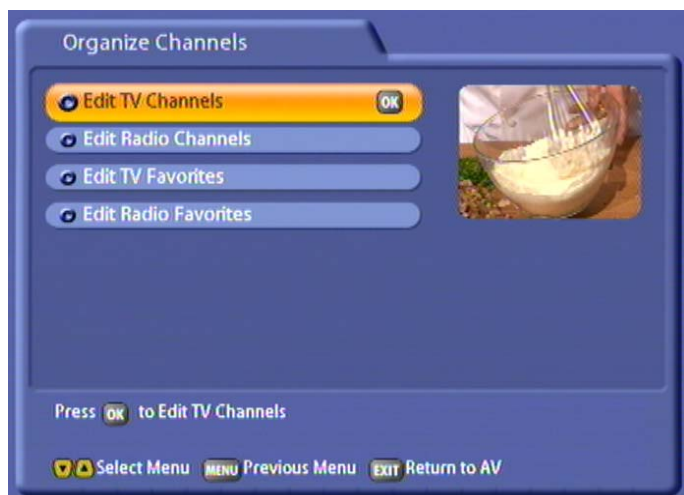 Organize Channels
Edit TV Channels OK
Edit Radio Channels
Edit TV Favorites
Edit Radio Favorites
Press OK to Edit TV Channels
Select Menu MENU Previous Menu EXIT Return to AV